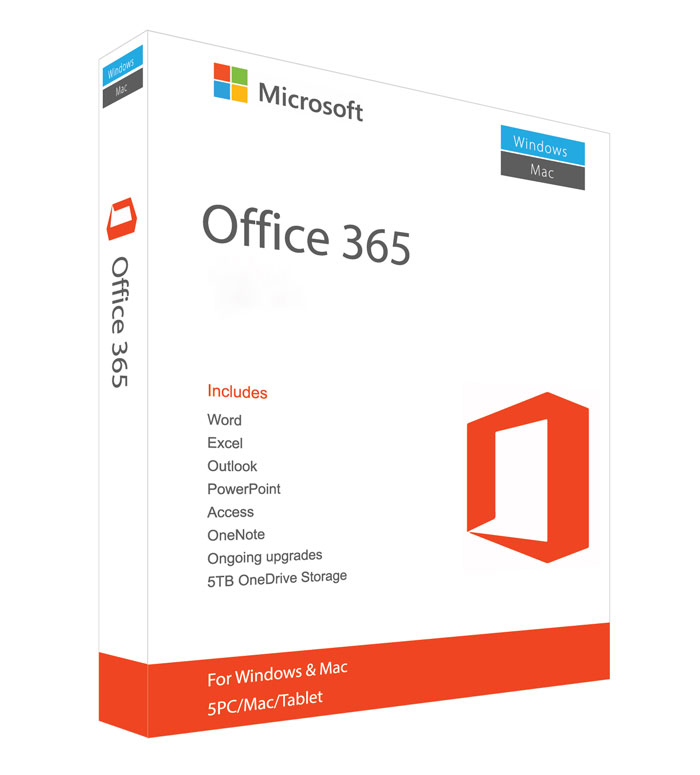 Windows
Mac
Office 365
Microsoft
Windows
Mac
Office 365
Includes
Word
Excel
Outlook
PowerPoint
Access
OneNote
Ongoing upgrades
5TB OneDrive Storage
For Windows & Mac
5PC/Mac/Tablet